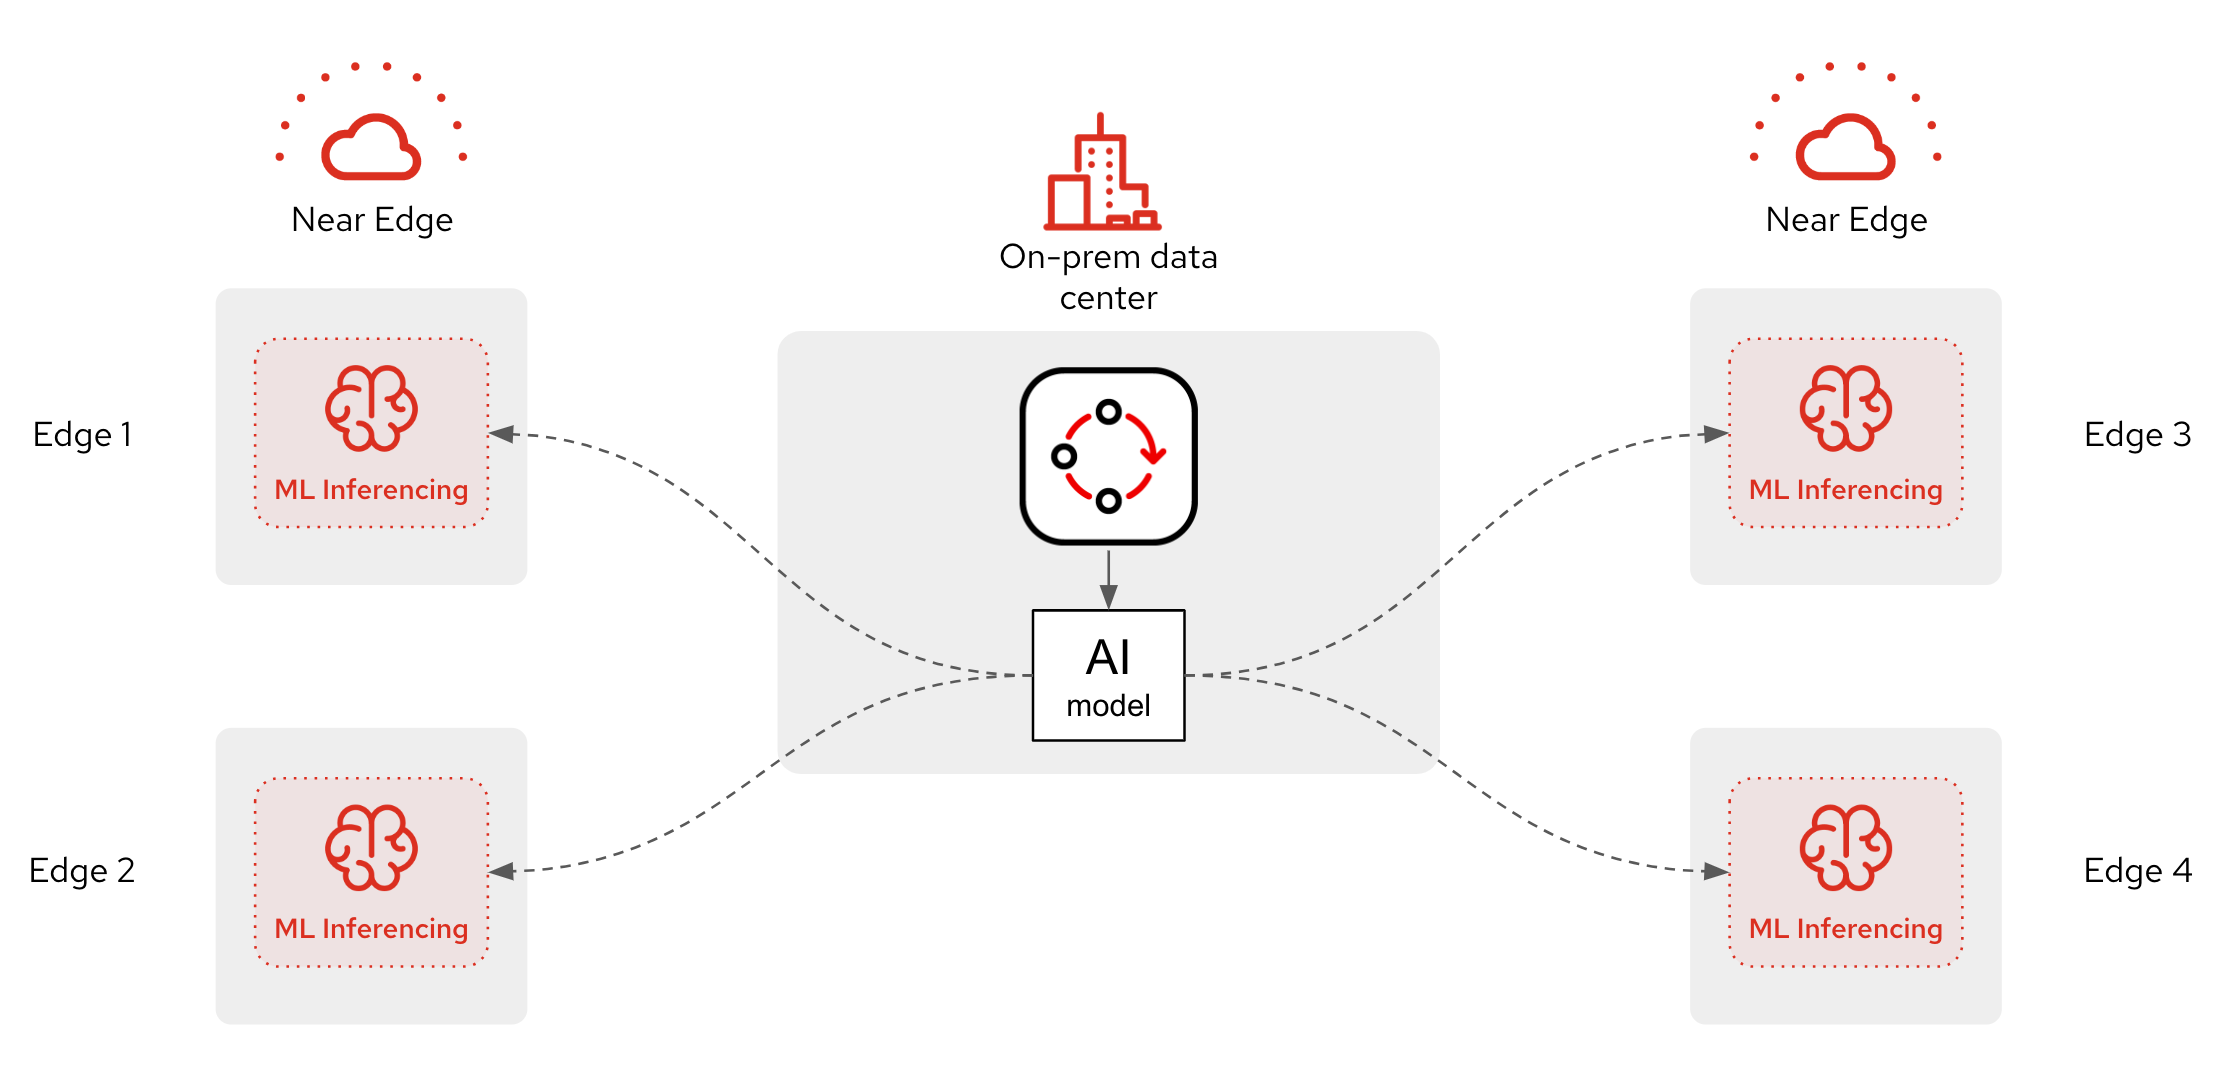 Near Edge
Near Edge
On-prem data
center
Edge 1
ML Inferencing
AI
model
ML Inferencing
Edge 3
Edge 2
ML Inferencing
ML Inferencing
Edge 4